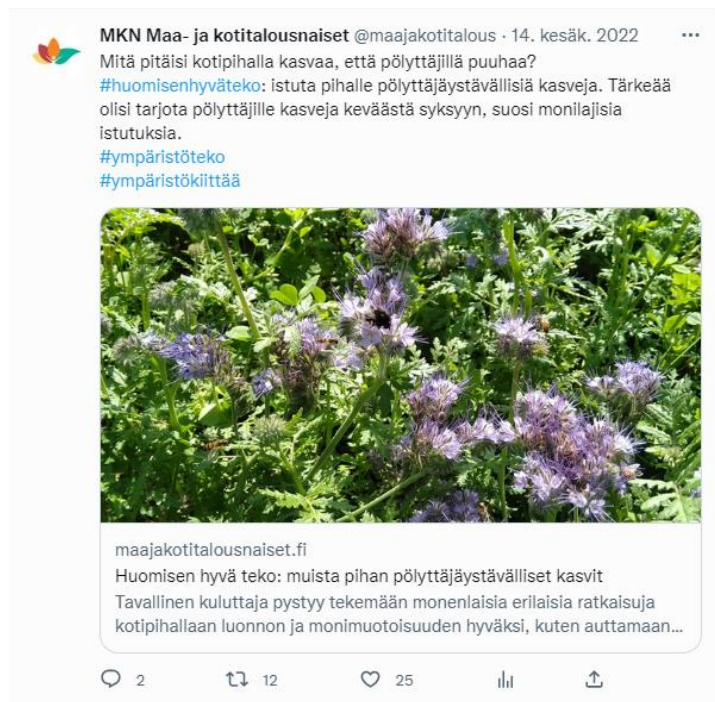 MKN Maa- ja kotitalousnaiset @maajakotitalous · 14. kesäk. 2022 ···
Mitä pitäisi kotipihalla kasvaa, että pölyttäjillä puuhaa?
#huomisenhyväteko: istuta pihalle pölyttäjäystävällisiä kasveja. Tärkeää
olisi tarjota pölyttäjille kasveja keväästä syksyyn, suosi monilajisia
istutuksia.
#ympäristöteko
#ympäristökiittää
maajakotitalousnaiset.fi
Huomisen hyvä teko: muista pihan pölyttäjäystävälliset kasvit
Tavallinen kuluttaja pystyy tekemään monenlaisia erilaisia ratkaisuja
kotipihallaan luonnon ja monimuotoisuuden hyväksi, kuten auttamaan...
2 12 25